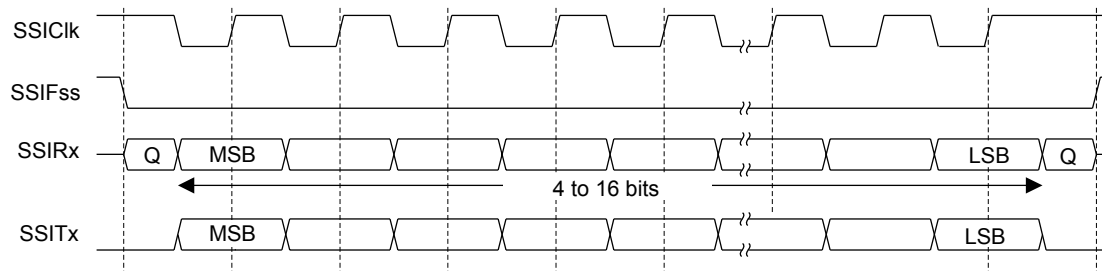 SSIClk
SSIFss
SSIRx Q MSB LSB Q
4 to 16 bits
SSITx MSB LSB